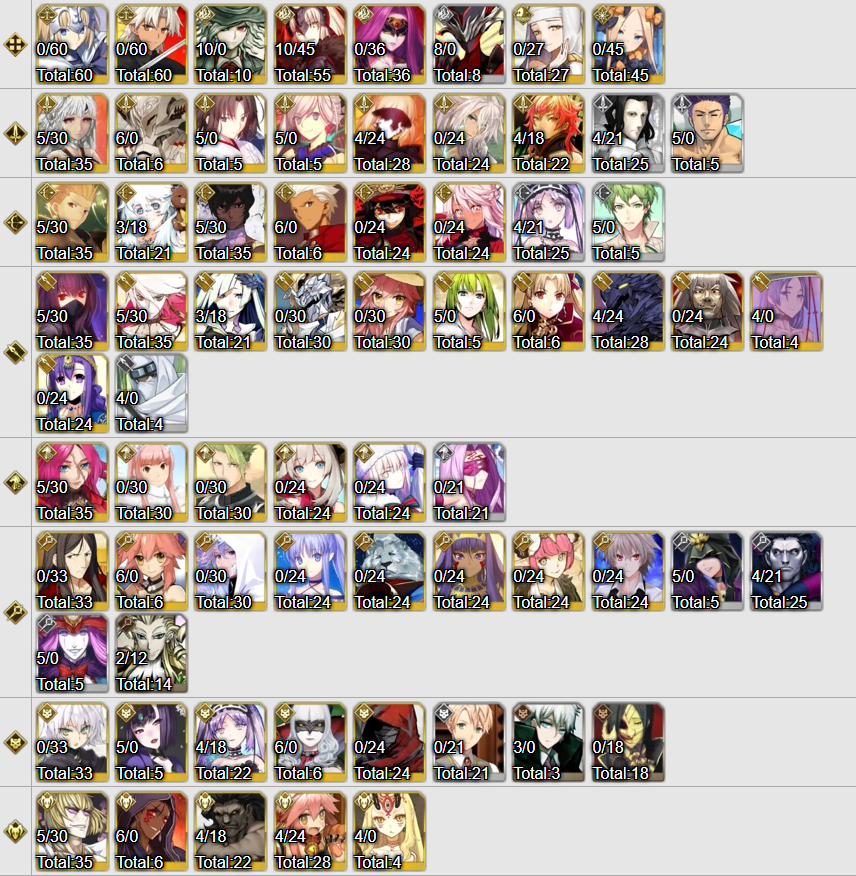 0/60 0/60 10/0 10/45 0/36 8/0 0/27 0/45
Total:60 Total:60 Total:10 Total:55 Total:36 Total:8 Total:27 Total:45
5/30 6/0 5/0 5/0 4/24 0/24 4/18 4/21 5/0
Total:35 Total:6 Total:5 Total:5 Total:28 Total:24 Total:22 Total:25 Total:5
5/30 3/18 5/30 6/0 0/24 0/24 4/21 5/0
Total:35 Total:21 Total:35 Total:6 Total:24 Total:24 Total:25 Total:5
5/30 5/30 3/18 0/30 0/30 5/0 6/0 4/24 0/24 4/0
Total:35 Total:35 Total:21 Total:30 Total:30 Total:5 Total:6 Total:28 Total:24 Total:4
0/24 4/0
Total:24 Total:4
5/30 0/30 0/30 0/24 0/24 0/21
Total:35 Total:30 Total:30 Total:24 Total:24 Total:21
0/33 6/0 0/30 0/24 0/24 0/24 0/24 0/24 5/0 4/21
Total:33 Total:6 Total:30 Total:24 Total:24 Total:24 Total:24 Total:24 Total:5 Total:25
5/0 2/12
Total:5 Total:14
0/33 5/0 4/18 6/0 0/24 0/21 3/0 0/18
Total:33 Total:5 Total:22 Total:6 Total:24 Total:21 Total:3 Total:18
5/30 6/0 4/18 4/24 4/0
Total:35 Total:6 Total:22 Total:28 Total:4